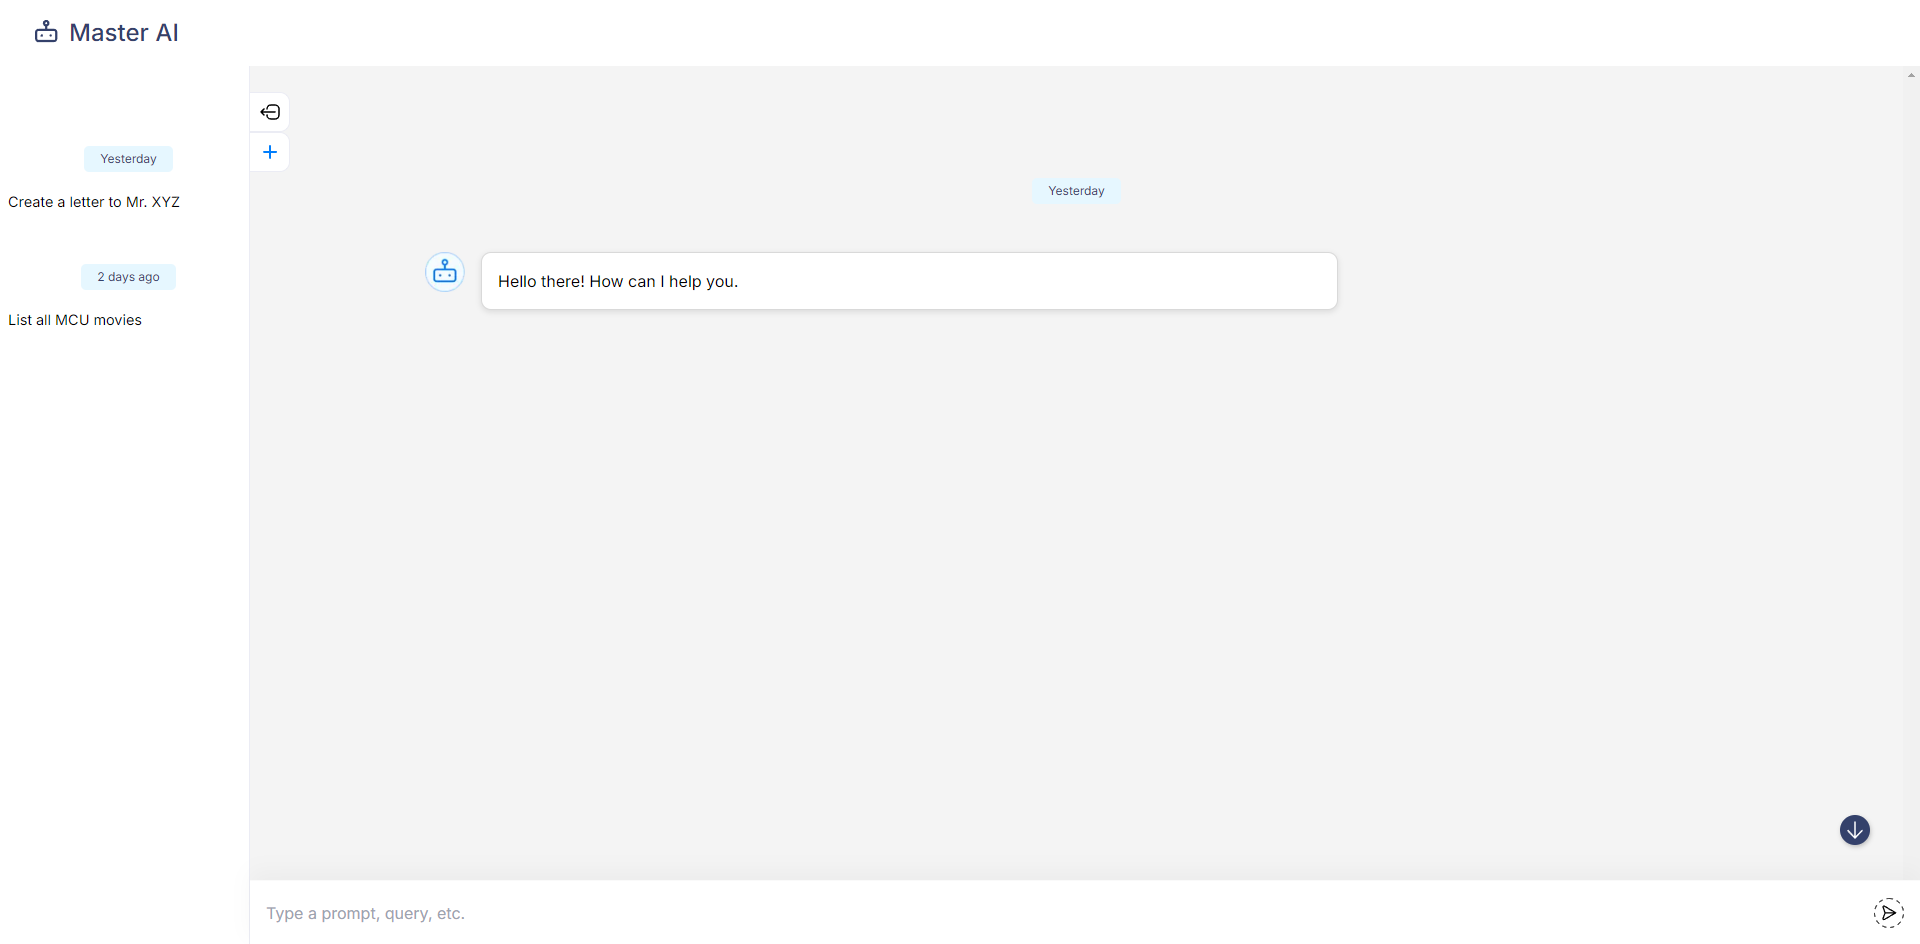 Master AI
Yesterday
Create a letter to Mr. XYZ
2 days ago
List all MCU movies
Yesterday
Hello there! How can I help you.
Type a prompt, query, etc.